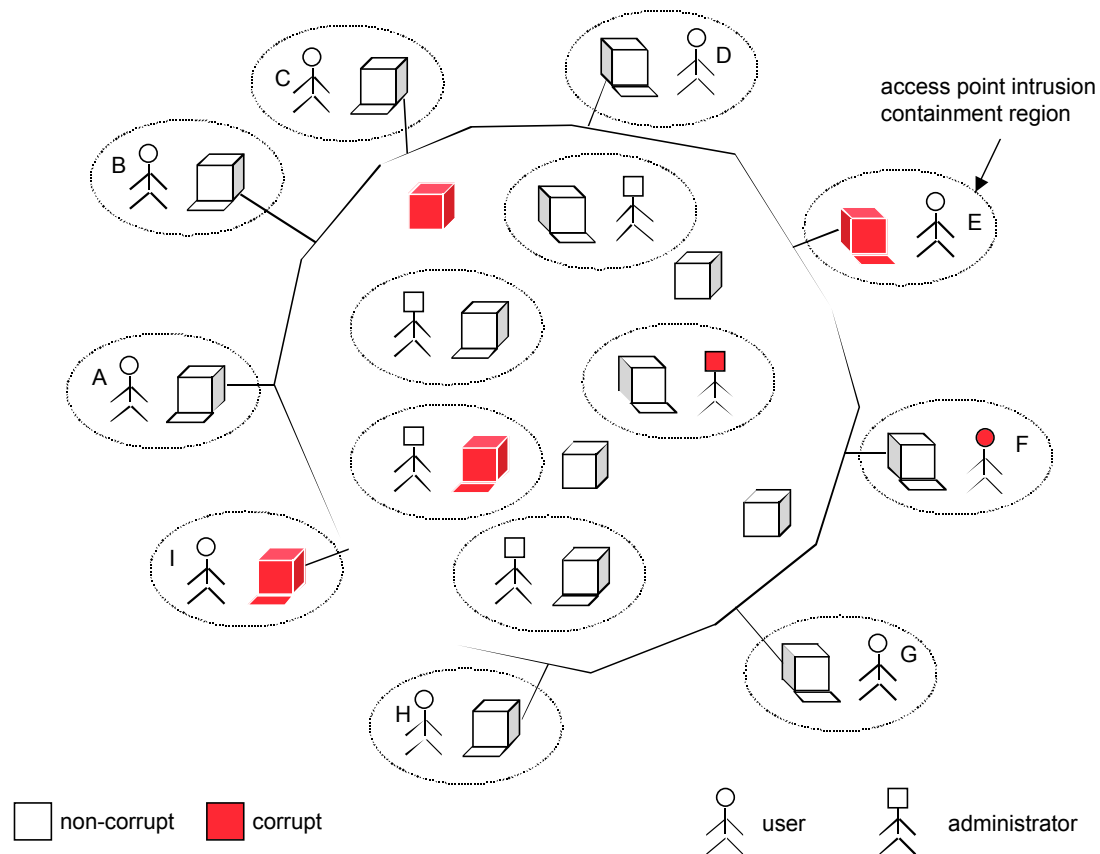 C
D
access point intrusion
containment region
B
E
A
F
I
G
H
non-corrupt
corrupt
user
administrator